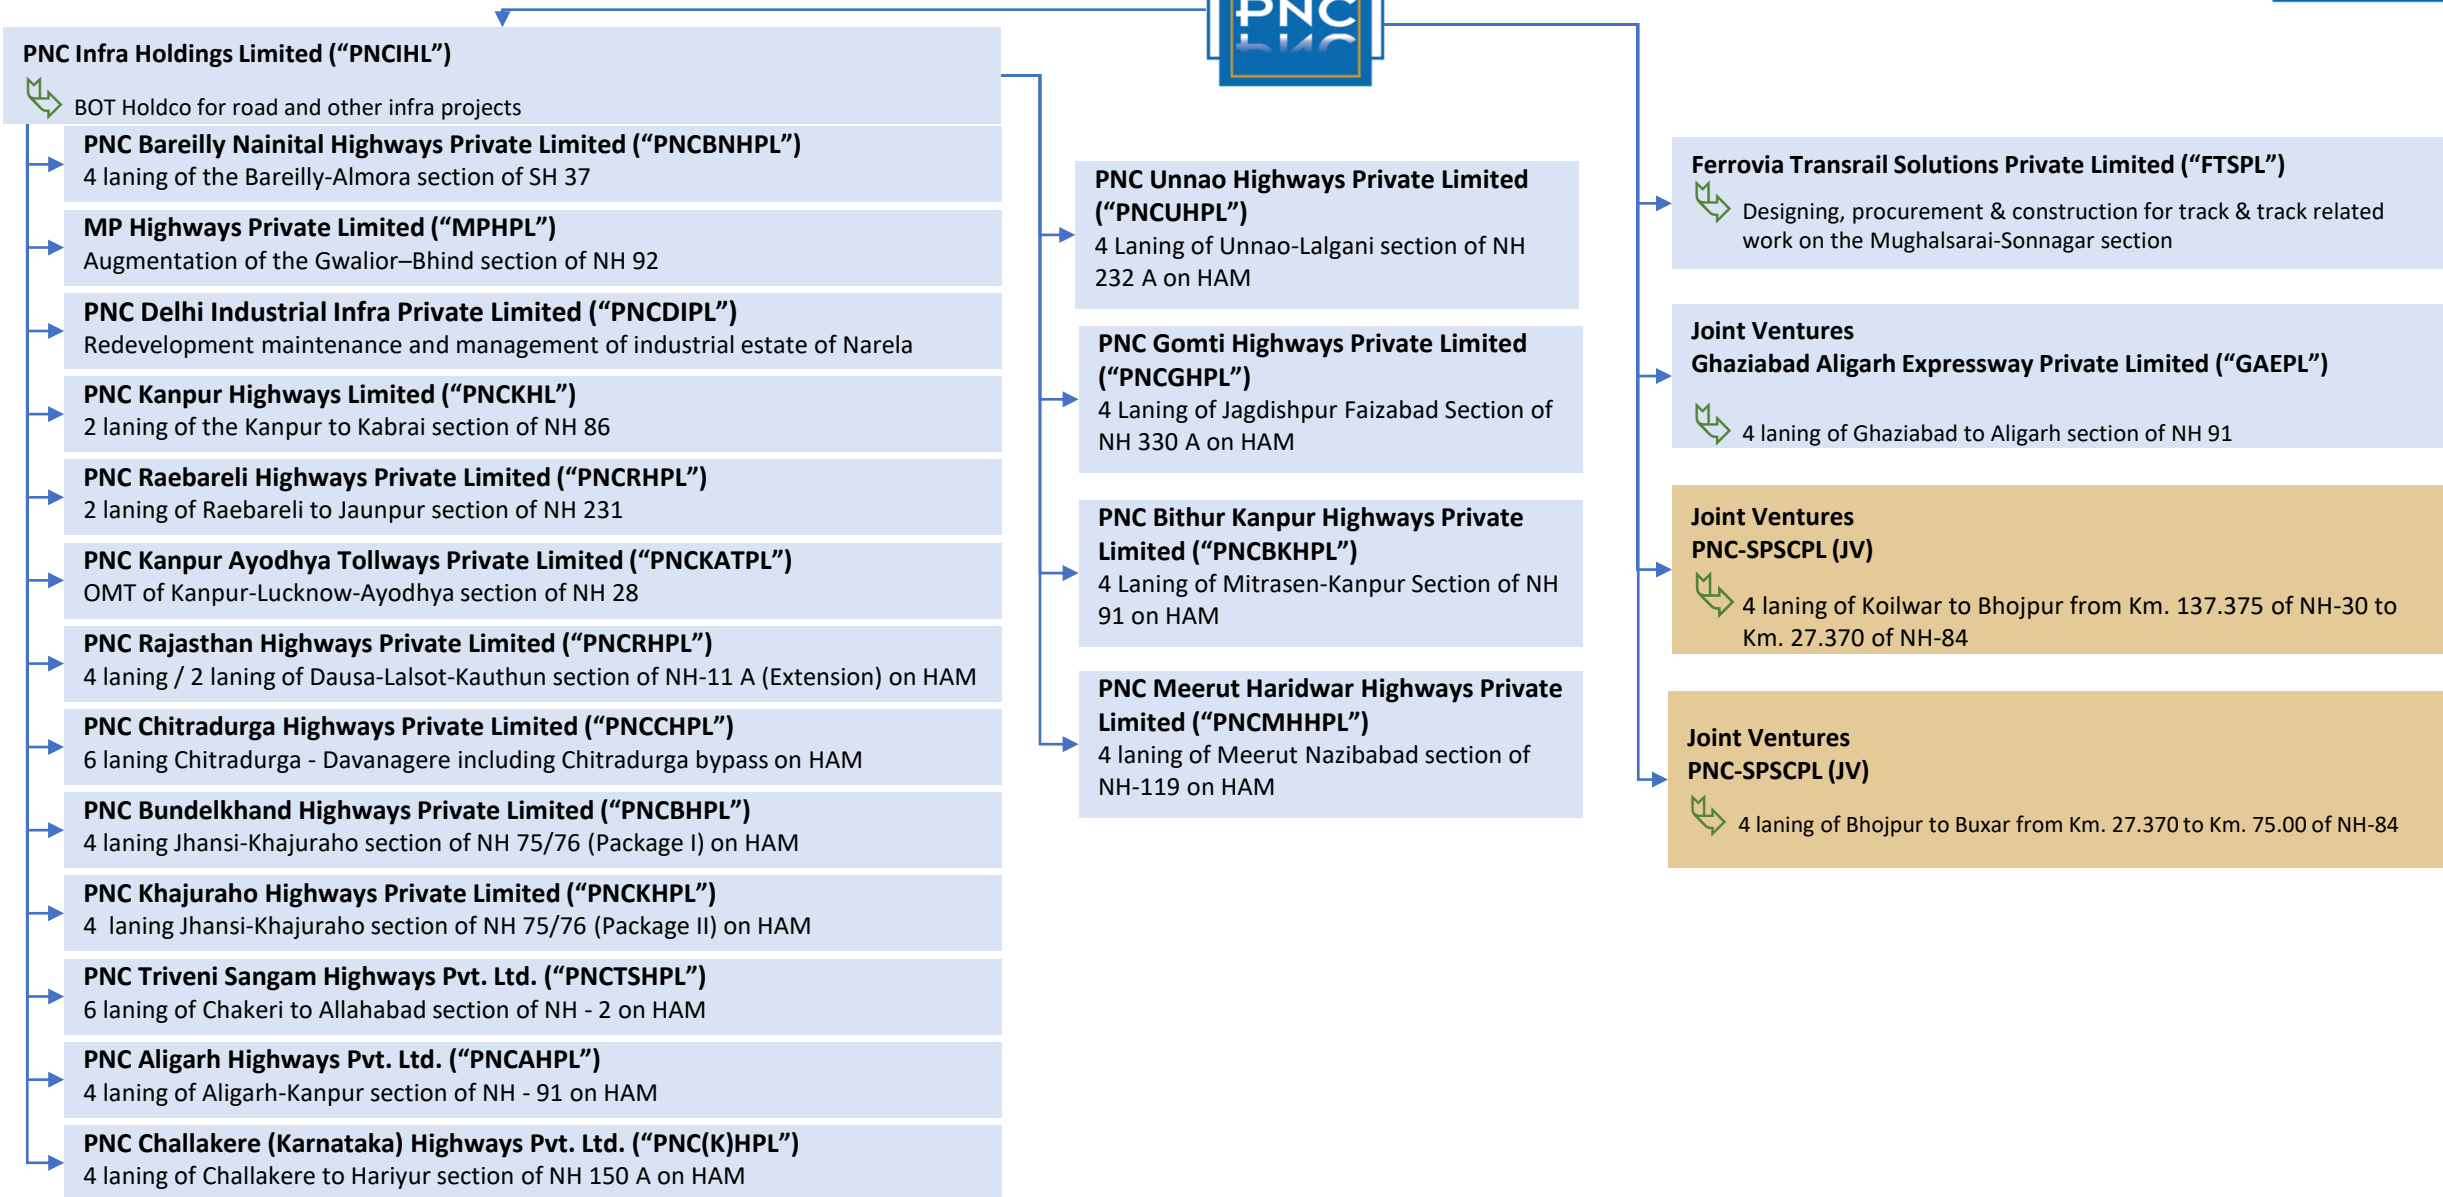 PNC
PNC Infra Holdings Limited (“PNCIHL”)
BOT Holdco for road and other infra projects
PNC Bareilly Nainital Highways Private Limited (“PNCBNHPL”)
4 laning of the Bareilly-Almora section of SH 37
MP Highways Private Limited (“MPHPL”)
Augmentation of the Gwalior–Bhind section of NH 92
PNC Delhi Industrial Infra Private Limited (“PNCDIPL”)
Redevelopment maintenance and management of industrial estate of Narela
PNC Kanpur Highways Limited (“PNCKHL”)
2 laning of the Kanpur to Kabrai section of NH 86
PNC Raebareli Highways Private Limited (“PNCRHPL”)
2 laning of Raebareli to Jaunpur section of NH 231
PNC Kanpur Ayodhya Tollways Private Limited (“PNCKATPL”)
OMT of Kanpur-Lucknow-Ayodhya section of NH 28
PNC Rajasthan Highways Private Limited (“PNCRHPL”)
4 laning / 2 laning of Dausa-Lalsot-Kauthun section of NH-11 A (Extension) on HAM
PNC Chitradurga Highways Private Limited (“PNCCHPL”)
6 laning Chitradurga - Davanagere including Chitradurga bypass on HAM
PNC Bundelkhand Highways Private Limited (“PNCBHPL”)
4 laning Jhansi-Khajuraho section of NH 75/76 (Package I) on HAM
PNC Khajuraho Highways Private Limited (“PNCKHPL”)
4 laning Jhansi-Khajuraho section of NH 75/76 (Package II) on HAM
PNC Triveni Sangam Highways Pvt. Ltd. (“PNCTSHPL”)
6 laning of Chakeri to Allahabad section of NH - 2 on HAM
PNC Aligarh Highways Pvt. Ltd. (“PNCAHPL”)
4 laning of Aligarh-Kanpur section of NH - 91 on HAM
PNC Challakere (Karnataka) Highways Pvt. Ltd. (“PNC(K)HPL”)
4 laning of Challakere to Hariyur section of NH 150 A on HAM
PNC Unnao Highways Private Limited
(“PNCUHPL”)
4 Laning of Unnao-Lalgani section of NH
232 A on HAM
PNC Gomti Highways Private Limited
(“PNCGHPL”)
4 Laning of Jagdishpur Faizabad Section of
NH 330 A on HAM
PNC Bithur Kanpur Highways Private
Limited (“PNCBKHPL”)
4 Laning of Mitrasen-Kanpur Section of NH
91 on HAM
PNC Meerut Haridwar Highways Private
Limited (“PNCMHHPL”)
4 laning of Meerut Nazibabad section of
NH-119 on HAM
Ferrovia Transrail Solutions Private Limited (“FTSPL”)
Designing, procurement & construction for track & track related
work on the Mughalsarai-Sonnagar section
Joint Ventures
Ghaziabad Aligarh Expressway Private Limited (“GAEPL”)
4 laning of Ghaziabad to Aligarh section of NH 91
Joint Ventures
PNC-SPSCPL (JV)
4 laning of Koilwar to Bhojpur from Km. 137.375 of NH-30 to
Km. 27.370 of NH-84
Joint Ventures
PNC-SPSCPL (JV)
4 laning of Bhojpur to Buxar from Km. 27.370 to Km. 75.00 of NH-84